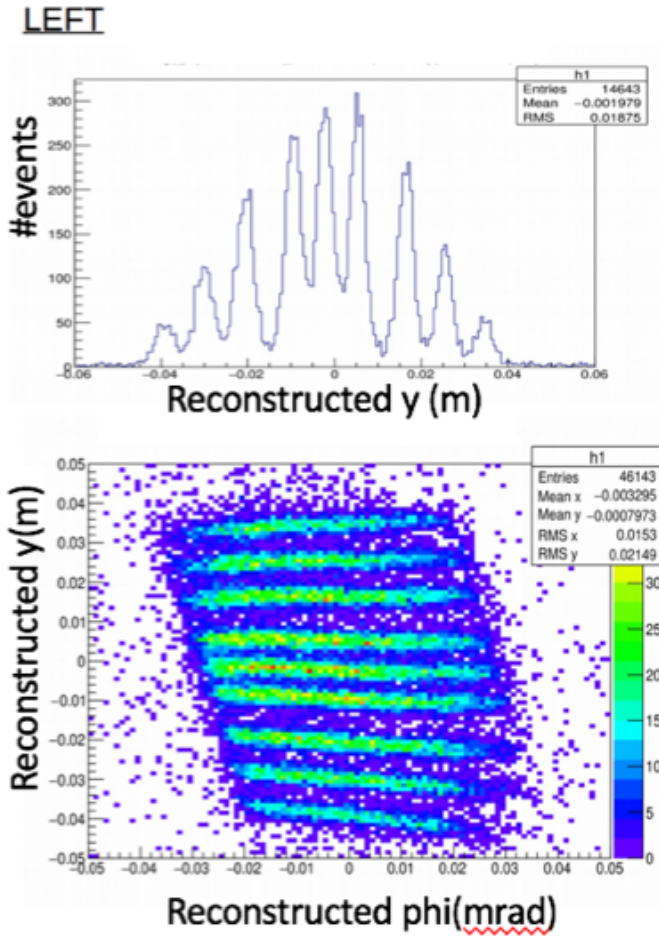 LEFT
h1
Entries 14643
Mean −0.001979
RMS 0.01875
#events
300
250
200
150
100
50
0
−0.06 −0.04 −0.02 0 0.02 0.04 0.06
Reconstructed y (m)
h1
Entries 46143
Mean x −0.003295
Mean y −0.0007973
RMS x 0.0153
RMS y 0.02149
Reconstructed y(m)
0.05
0.04
0.03
0.02
0.01
0
−0.01
−0.02
−0.03
−0.04
−0.05
30
25
20
15
10
5
0
−0.05 −0.04 −0.03 −0.02 −0.01 0 0.01 0.02 0.03 0.04 0.05
Reconstructed phi(mrad)